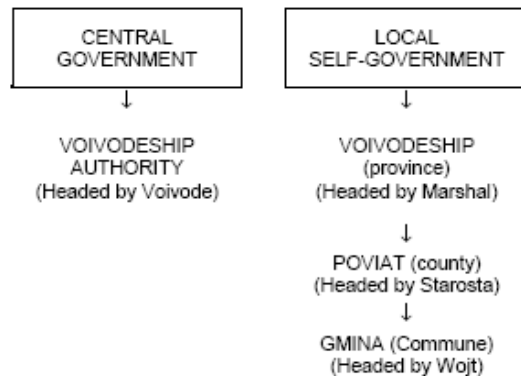 CENTRAL
GOVERNMENT
VOIVODESHIP
AUTHORITY
(Headed by Voivode)
LOCAL
SELF-GOVERNMENT
VOIVODESHIP
(province)
(Headed by Marshal)
POVIAT (county)
(Headed by Starosta)
GMINA (Commune)
(Headed by Wojt)